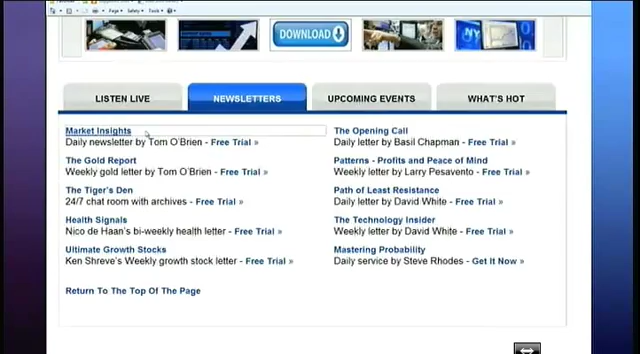 Page Safety Tools
DOWNLOAD
LISTEN LIVE
NEWSLETTERS
UPCOMING EVENTS
WHAT'S HOT
Market Insights
Daily newsletter by Tom O'Brien - Free Trial »
The Gold Report
Weekly gold letter by Tom O'Brien - Free Trial »
The Tiger's Den
24/7 chat room with archives - Free Trial »
Health Signals
Nico de Haan's bi-weekly health letter - Free Trial »
Ultimate Growth Stocks
Ken Shreve's Weekly growth stock letter - Free Trial »
Return To The Top Of The Page
The Opening Call
Daily letter by Basil Chapman - Free Trial »
Patterns - Profits and Peace of Mind
Weekly letter by Larry Pesavento - Free Trial »
Path of Least Resistance
Daily letter by David White - Free Trial »
The Technology Insider
Weekly letter by David White - Free Trial »
Mastering Probability
Daily service by Steve Rhodes - Get It Now »